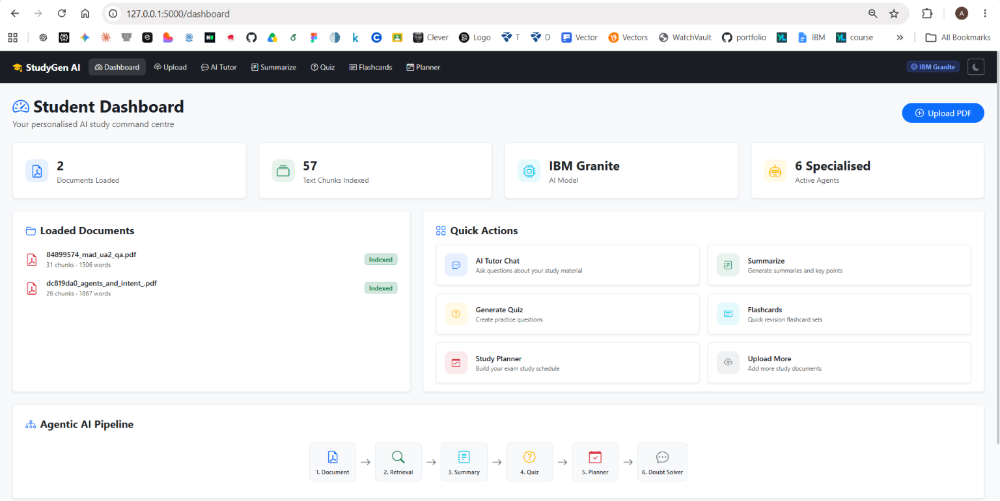 127.0.0.1:5000/dashboard
A
Clever
Logo
T
D
Vector
Vectors
WatchVault
portfolio
IBM
course
All Bookmarks
StudyGen AI
Dashboard
Upload
AI Tutor
Summarize
Quiz
Flashcards
Planner
IBM Granite
Student Dashboard
Your personalised AI study command centre
Upload PDF
2
Documents Loaded
57
Text Chunks Indexed
IBM Granite
AI Model
6 Specialised
Active Agents
Loaded Documents
84899574_mad_ua2_qa.pdf
31 chunks · 1506 words
Indexed
dc819da0_agents_and_intent_.pdf
26 chunks · 1867 words
Indexed
Quick Actions
AI Tutor Chat
Ask questions about your study material
Summarize
Generate summaries and key points
Generate Quiz
Create practice questions
Flashcards
Quick revision flashcard sets
Study Planner
Build your exam study schedule
Upload More
Add more study documents
Agentic AI Pipeline
1. Document
2. Retrieval
3. Summary
4. Quiz
5. Planner
6. Doubt Solver